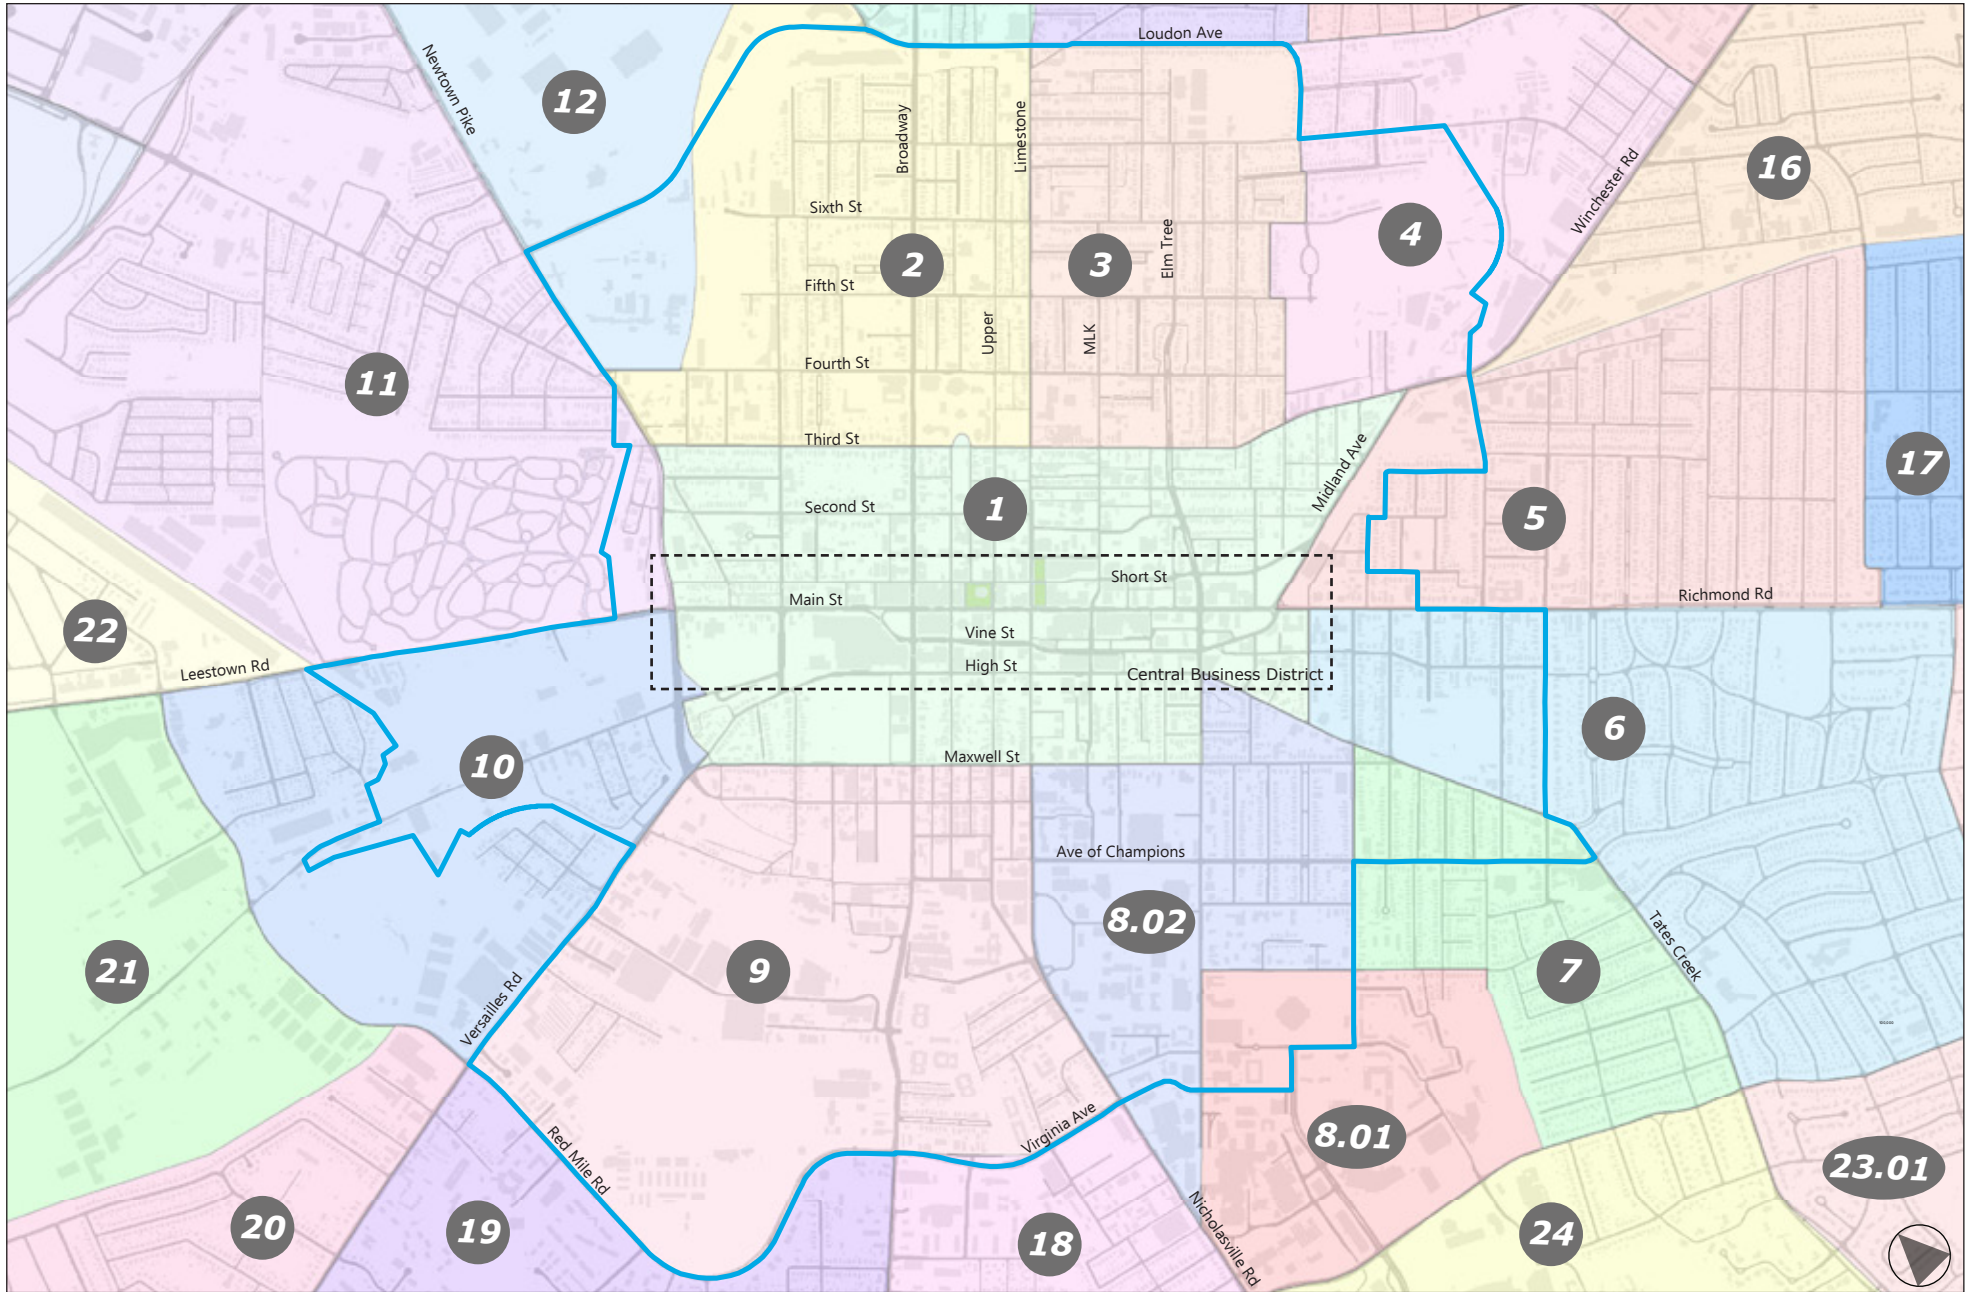 Loudon Ave
Newtown Pike
12
Broadway
Limestone
16
Winchester Rd
Sixth St
4
2
3
Elm Tree
Fifth St
Upper
MLK
Fourth St
11
Third St
Midland Ave
17
Second St
1
5
Short St
Main St
Richmond Rd
22
Vine St
High St
Leestown Rd
Central Business District
6
Maxwell St
10
Ave of Champions
8.02
Tates Creek
21
9
7
Versailles Rd
Virginia Ave
8.01
Red Mile Rd
23.01
20
19
18
Nicholasville Rd
24